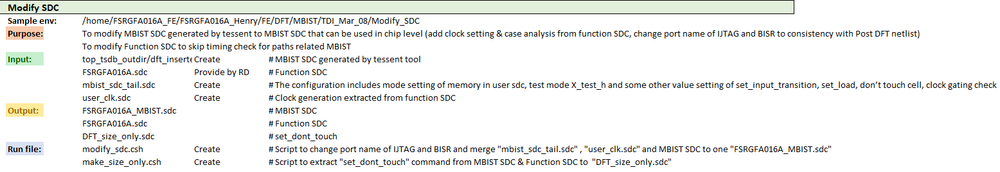 Modify SDC
Sample env: /home/FSRGFA016A_FE/FSRGFA016A_Henry/FE/DFT/MBIST/TDI_Mar_08/Modify_SDC
Purpose: To modify MBIST SDC generated by tessent to MBIST SDC that can be used in chip level (add clock setting & case analysis from function SDC, change port name of IJTAG and BISR to consistency with Post DFT netlist)
To modify Function SDC to skip timing check for paths related MBIST
Input: top_tsdb_outdir/dft_inserte Create # MBIST SDC generated by tessent tool
FSRGFA016A.sdc Provide by RD # Function SDC
mbist_sdc_tail.sdc Create # The configuration includes mode setting of memory in user sdc, test mode X_test_h and some other value setting of set_input_transition, set_load, don't touch cell, clock gating check
user_clk.sdc Create # Clock generation extracted from function SDC
Output: FSRGFA016A_MBIST.sdc # MBIST SDC
FSRGFA016A.sdc # Function SDC
DFT_size_only.sdc # set_dont_touch
Run file: modify_sdc.csh Create # Script to change port name of IJTAG and BISR and merge "mbist_sdc_tail.sdc" , "user_clk.sdc" and MBIST SDC to one "FSRGFA016A_MBIST.sdc"
make_size_only.csh Create # Script to extract "set_dont_touch" command from MBIST SDC & Function SDC to "DFT_size_only.sdc"